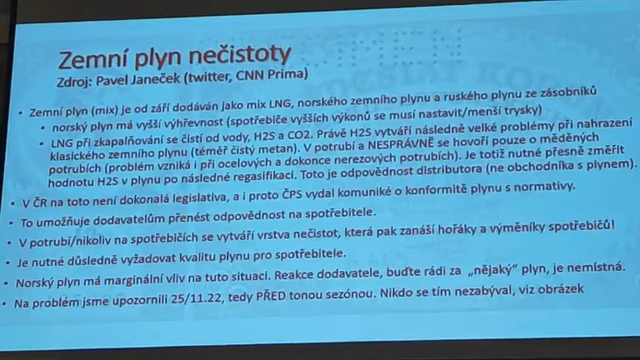 Zemní plyn nečistoty
Zdroj: Pavel Janeček (twitter, CNN Prima)
• Zemní plyn (mix) je od září dodáván jako mix LNG, norského zemního plynu a ruského plynu ze zásobníků
• norský plyn má vyšší výhřevnost (spotřebiče vyšších výkonů se musí nastavit/menší trysky)
• LNG při zkapalňování se čistí od vody, H2S a CO2. Právě H2S vytváří následně velké problémy při nahrazení
klasického zemního plynu (téměř čistý metan). V potrubí a NESPRÁVNĚ se hovoří pouze o měděných
potrubích (problém vzniká i při ocelových a dokonce nerezových potrubích). Je totiž nutné přesně změřit
hodnotu H2S v plynu po následné regasifikaci. Toto je odpovědnost distributora (ne obchodníka s plynem).
• V ČR na toto není dokonalá legislativa, a i proto ČPS vydal komuniké o konformitě plynu s normativy.
• To umožňuje dodavatelům přenést odpovědnost na spotřebitele.
• V potrubí/nikoliv na spotřebičích se vytváří vrstva nečistot, která pak zanáší hořáky a výměníky spotřebičů!
• Je nutné důsledně vyžadovat kvalitu plynu pro spotřebitele.
• Norský plyn má marginální vliv na tuto situaci. Reakce dodavatele, buďte rádi za „nějaký“ plyn, je nemístná.
• Na problém jsme upozornili 25/11.22, tedy PŘED tonou sezónou. Nikdo se tím nezabýval, viz obrázek